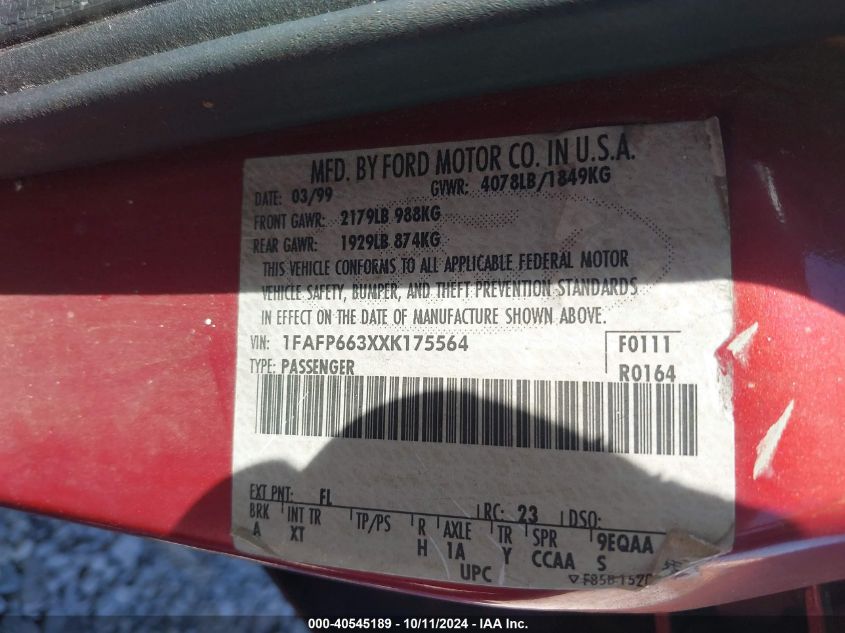 MFD. BY FORD MOTOR CO. IN U.S.A.
DATE: 03/99 GVWR: 4078LB/1849KG
FRONT GAWR: 2179LB 988KG
REAR GAWR: 1929LB 874KG
THIS VEHICLE CONFORMS TO ALL APPLICABLE FEDERAL MOTOR
VEHICLE SAFETY, BUMPER, AND THEFT PREVENTION STANDARDS
IN EFFECT ON THE DATE OF MANUFACTURE SHOWN ABOVE.
VIN: 1FAFP663XXK175564 F0111
TYPE: PASSENGER R0164
EXT PNT: FL RC: 23 DSO:
BRK INT TR TP/PS R AXLE TR SPR 9EQAA
A XT H 1A Y CCAA S
UPC
000-40545189 - 10/11/2024 - IAA Inc.